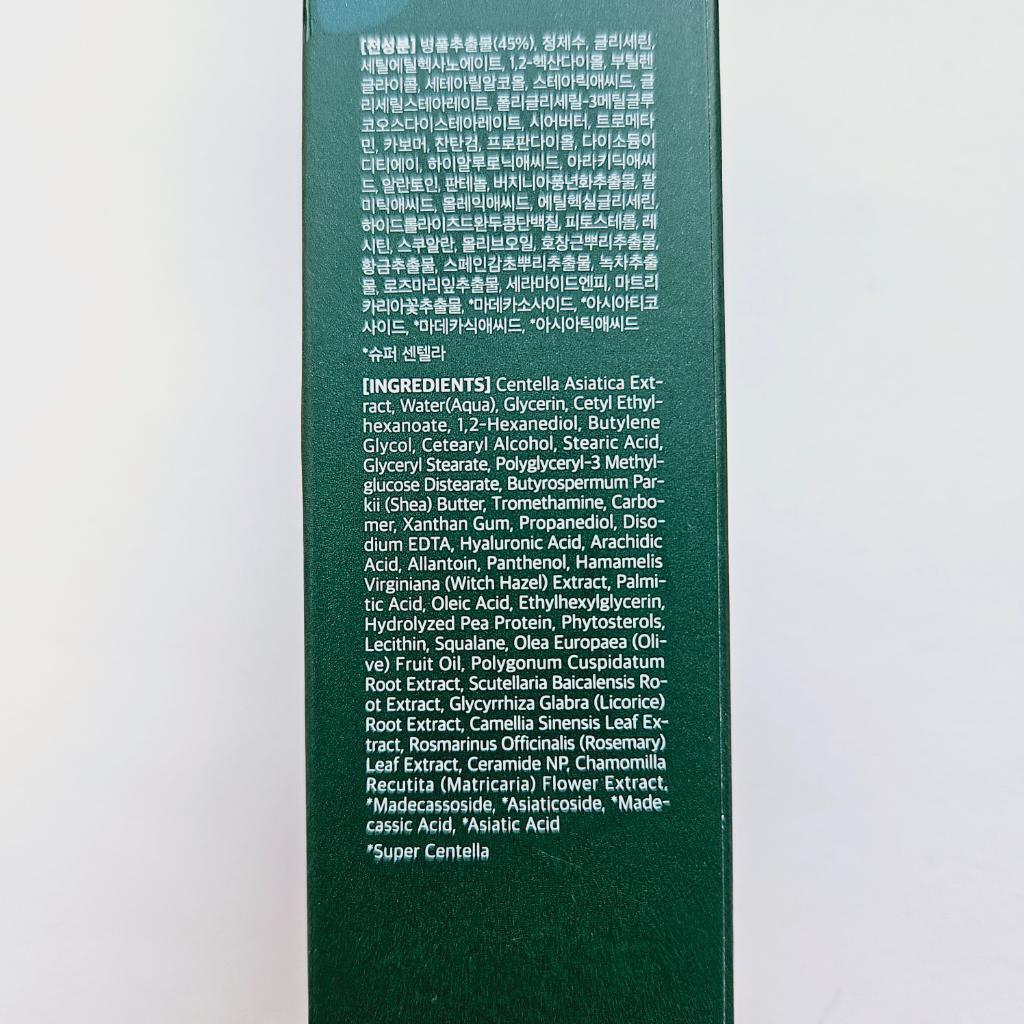 [전성분] 병풀추출물(45%), 정제수, 글리세린,
세틸에틸헥사노에이트, 1,2-헥산다이올, 부틸렌
글라이콜, 세테아릴알코올, 스테아릭애씨드, 글
리세릴스테아레이트, 폴리글리세릴-3메틸글루
코오스다이스테아레이트, 시어버터, 트로메타
민, 카보머, 잔탄검, 프로판다이올, 다이소듐이
디티에이, 하이알루로닉애씨드, 아라키딕애씨
드, 알란토인, 판테놀, 버지니아풍년화추출물, 팔
미틱애씨드, 올레익애씨드, 에틸헥실글리세린,
하이드롤라이즈드완두콩단백질, 피토스테롤, 레
시틴, 스쿠알란, 올리브오일, 호장근뿌리추출물,
황금추출물, 스페인감초뿌리추출물, 녹차추출
물, 로즈마리잎추출물, 세라마이드엔피, 마트리
카리아꽃추출물, *마데카소사이드, *아시아티코
사이드, *마데카식애씨드, *아시아틱애씨드
*슈퍼 센텔라
[INGREDIENTS] Centella Asiatica Ext-
ract, Water(Aqua), Glycerin, Cetyl Ethyl-
hexanoate, 1,2-Hexanediol, Butylene
Glycol, Cetearyl Alcohol, Stearic Acid,
Glyceryl Stearate, Polyglyceryl-3 Methyl-
glucose Distearate, Butyrospermum Par-
kii (Shea) Butter, Tromethamine, Carbo-
mer, Xanthan Gum, Propanediol, Diso-
dium EDTA, Hyaluronic Acid, Arachidic
Acid, Allantoin, Panthenol, Hamamelis
Virginiana (Witch Hazel) Extract, Palmi-
tic Acid, Oleic Acid, Ethylhexylglycerin,
Hydrolyzed Pea Protein, Phytosterols,
Lecithin, Squalane, Olea Europaea (Oli-
ve) Fruit Oil, Polygonum Cuspidatum
Root Extract, Scutellaria Baicalensis Ro-
ot Extract, Glycyrrhiza Glabra (Licorice)
Root Extract, Camellia Sinensis Leaf Ex-
tract, Rosmarinus Officinalis (Rosemary)
Leaf Extract, Ceramide NP, Chamomilla
Recutita (Matricaria) Flower Extract,
*Madecassoside, *Asiaticoside, *Made-
cassic Acid, *Asiatic Acid
*Super Centella